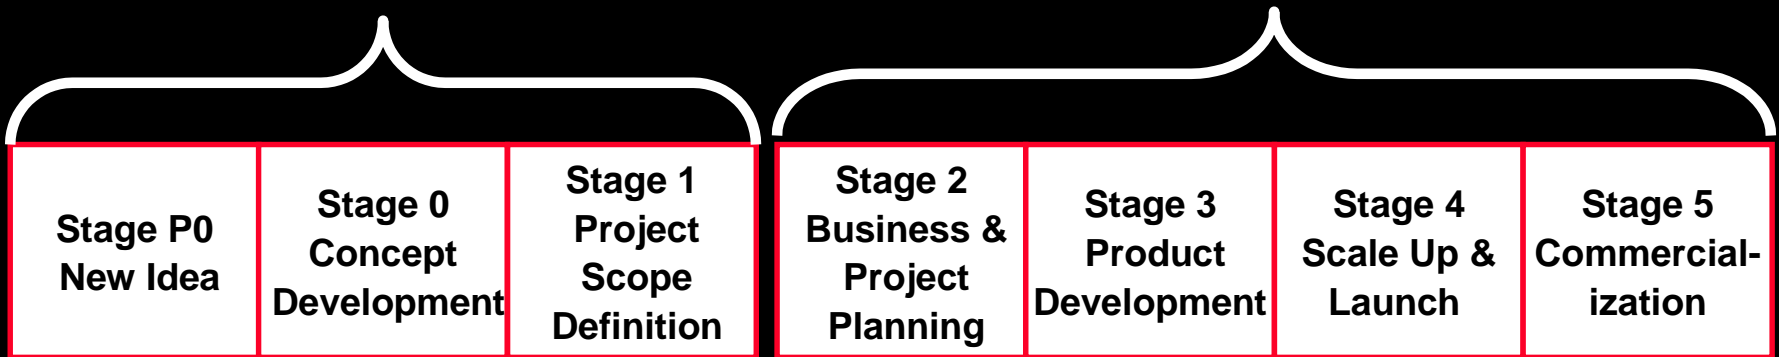 Stage P0
New Idea
Stage 0
Concept
Development
Stage 1
Project
Scope
Definition
Stage 2
Business &
Project
Planning
Stage 3
Product
Development
Stage 4
Scale Up &
Launch
Stage 5
Commercial-
ization